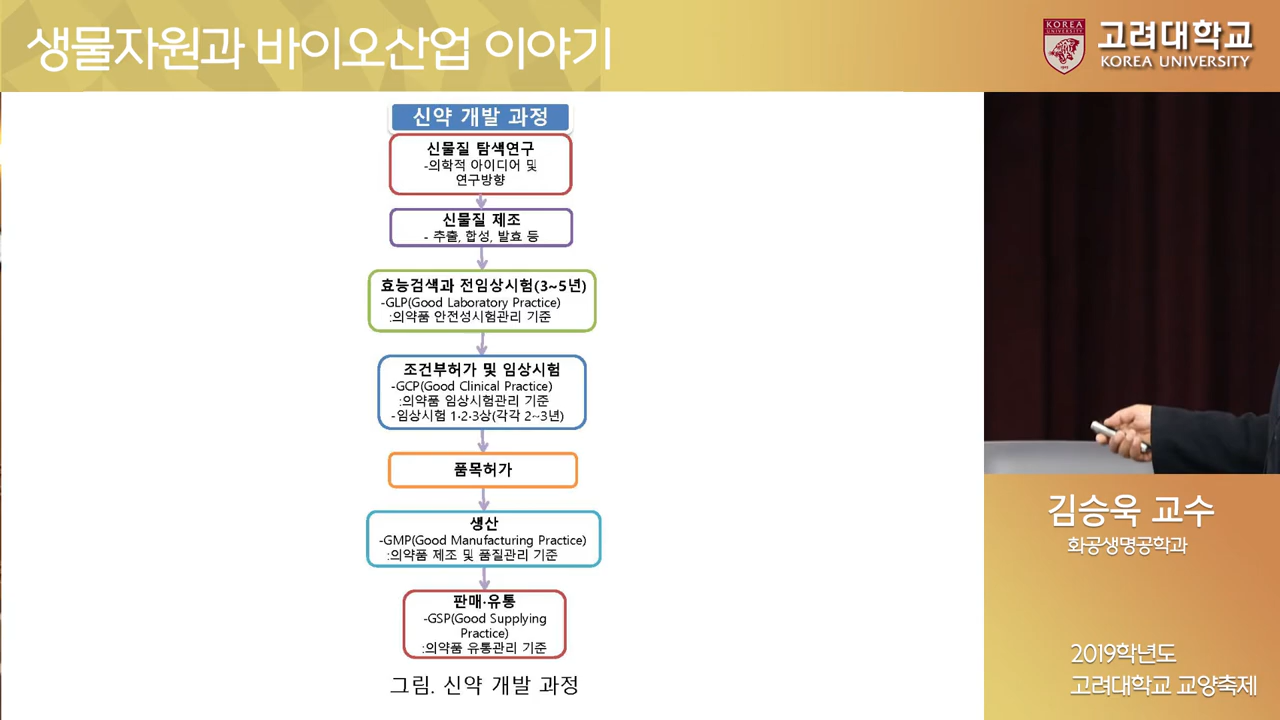 생물자원과 바이오산업 이야기
KOREA
UNIVERSITY
고려대학교
KOREA UNIVERSITY
신약 개발 과정
신물질 탐색연구
-의학적 아이디어 및
연구방향
신물질 제조
- 추출, 합성, 발효 등
효능검색과 전임상시험(3~5년)
-GLP(Good Laboratory Practice)
:의약품 안전성시험관리 기준
조건부허가 및 임상시험
-GCP(Good Clinical Practice)
:의약품 임상시험관리 기준
-임상시험 1·2·3상(각각 2~3년)
품목허가
생산
-GMP(Good Manufacturing Practice)
:의약품 제조 및 품질관리 기준
판매·유통
-GSP(Good Supplying
Practice)
:의약품 유통관리 기준
그림. 신약 개발 과정
김승욱 교수
화공생명공학과
2019학년도
고려대학교 교양축제